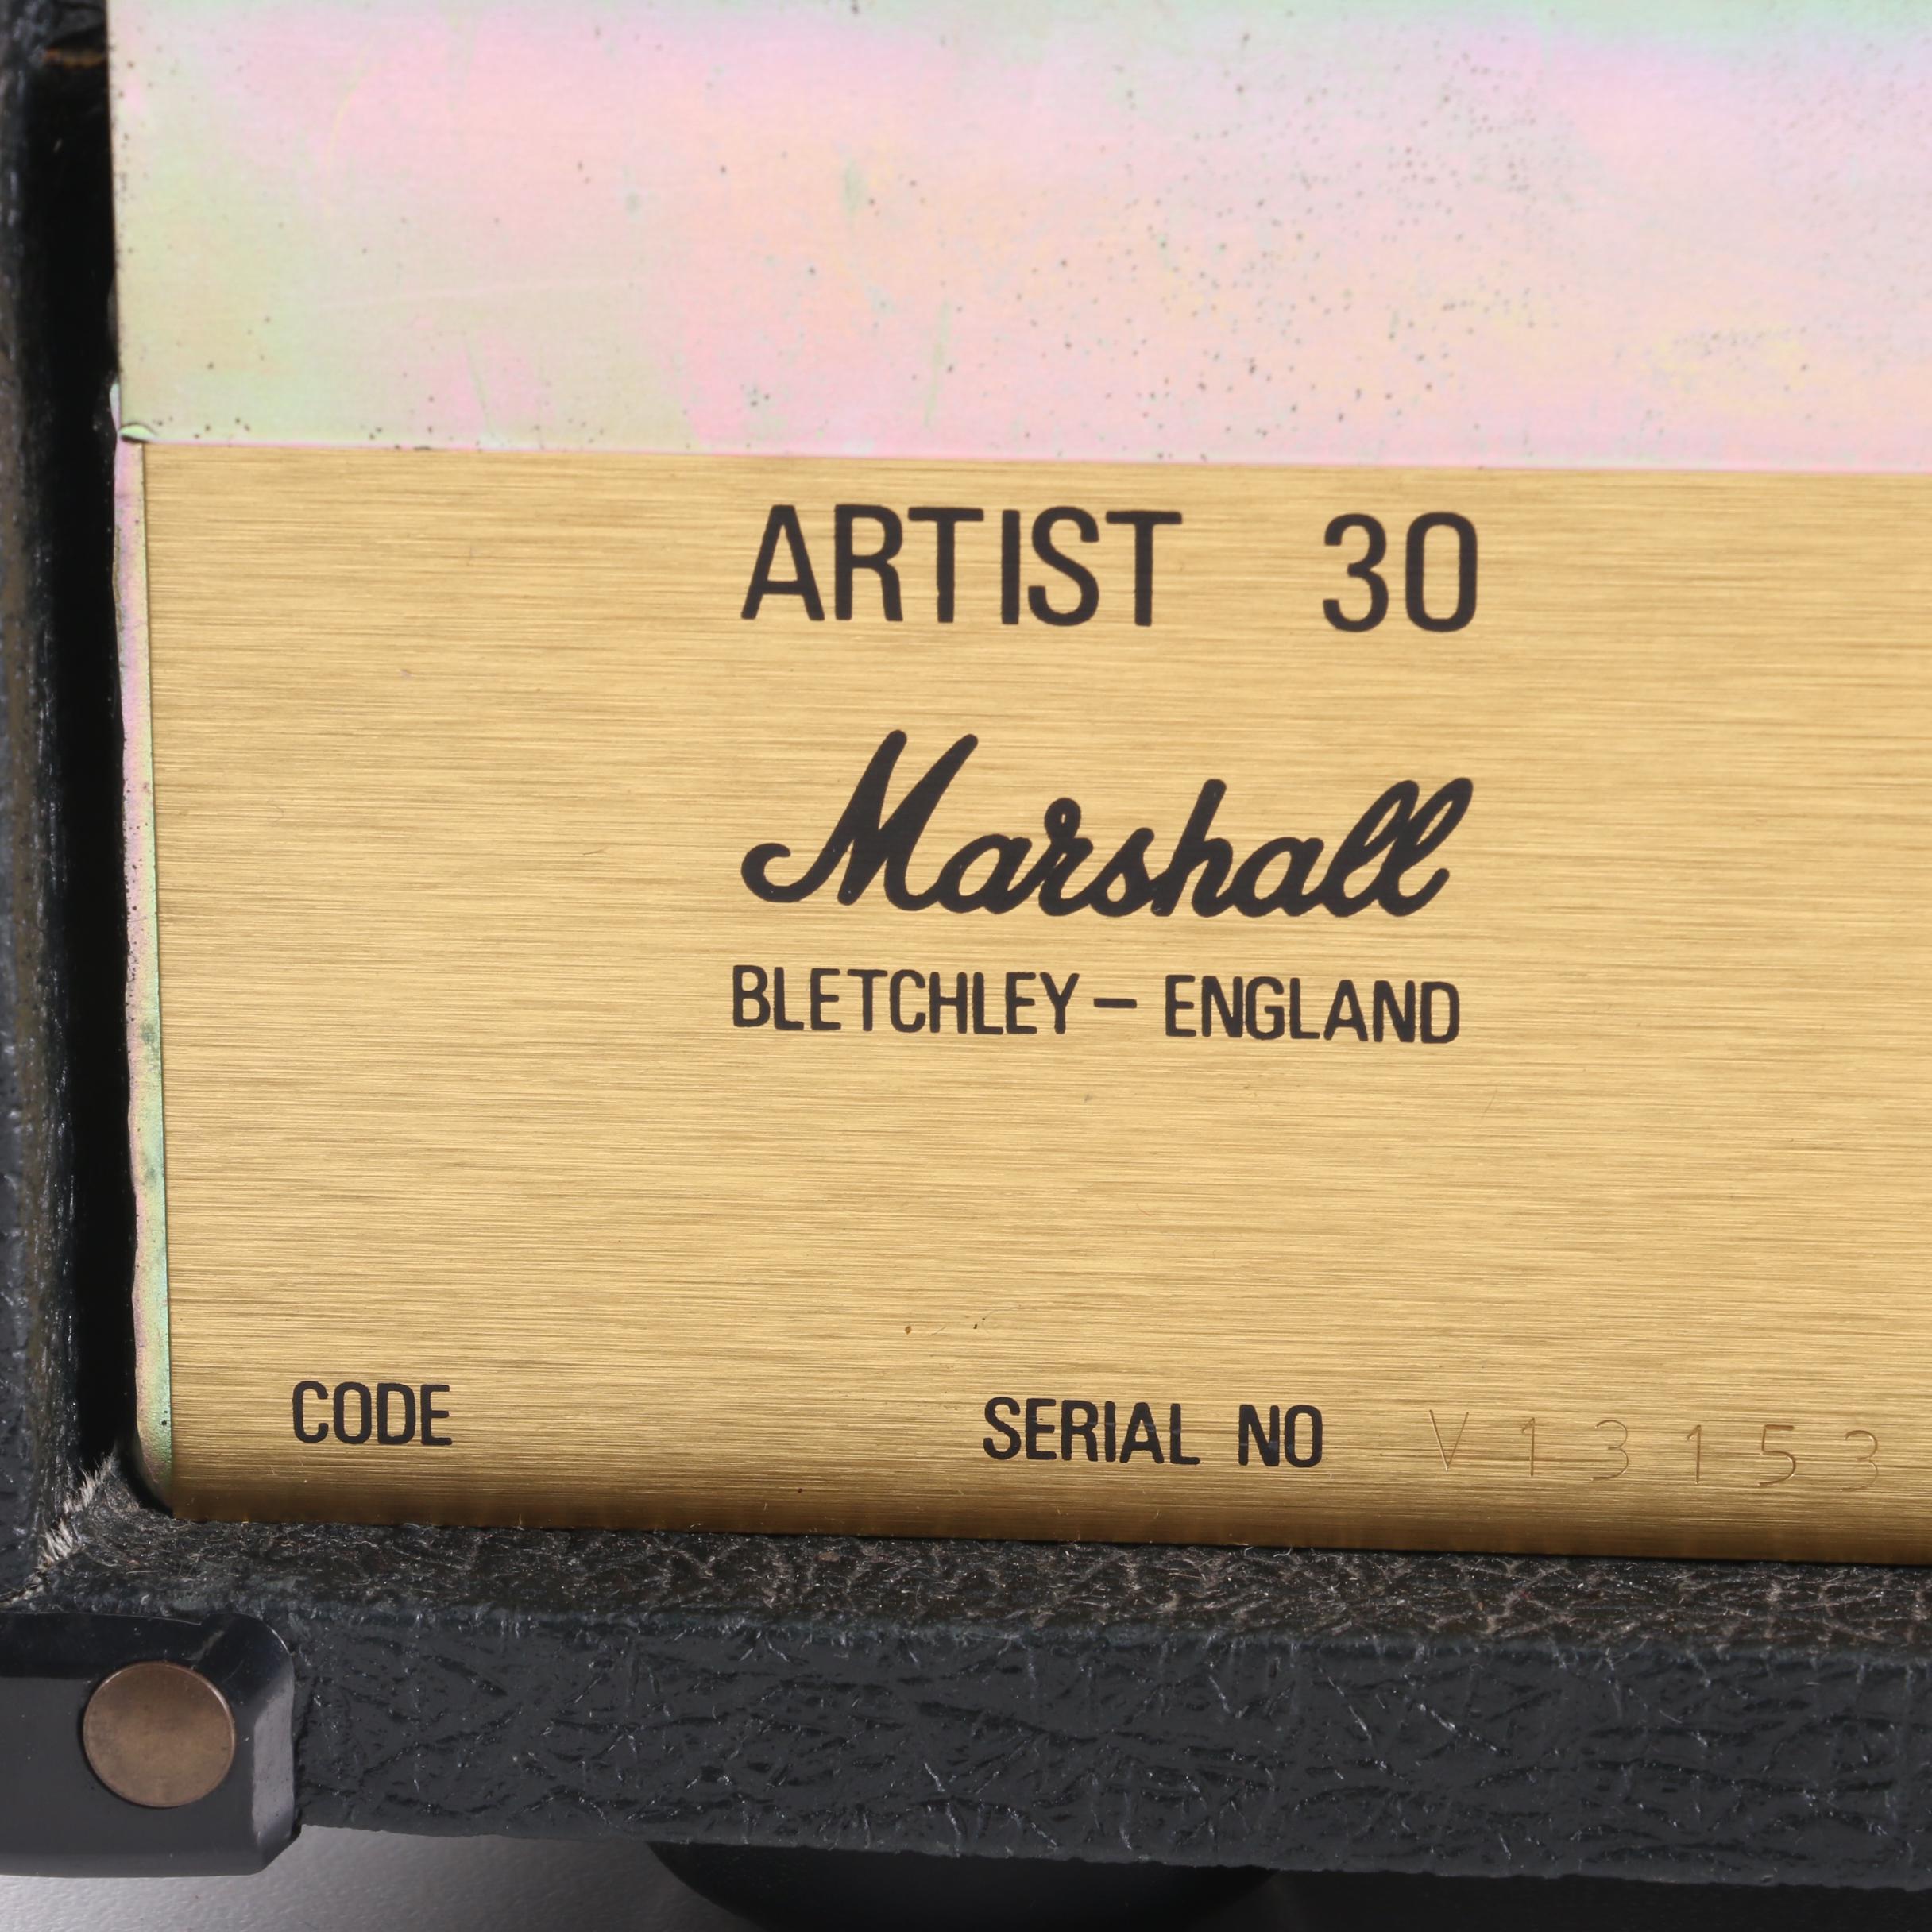 ARTIST 30
Marshall
BLETCHLEY – ENGLAND
CODE SERIAL NO V13153